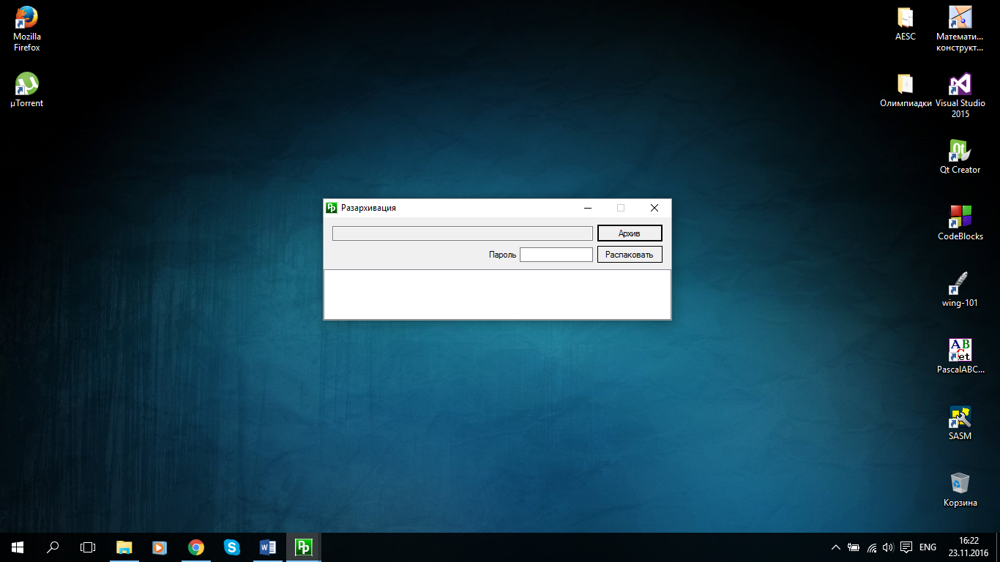 Mozilla
Firefox
µTorrent
AESC
Математи...
конструкт...
Олимпиадки
Visual Studio
2015
Qt Creator
CodeBlocks
wing-101
PascalABC...
SASM
Корзина
Разархивация
Архив
Пароль
Распаковать
16:22
ENG
23.11.2016